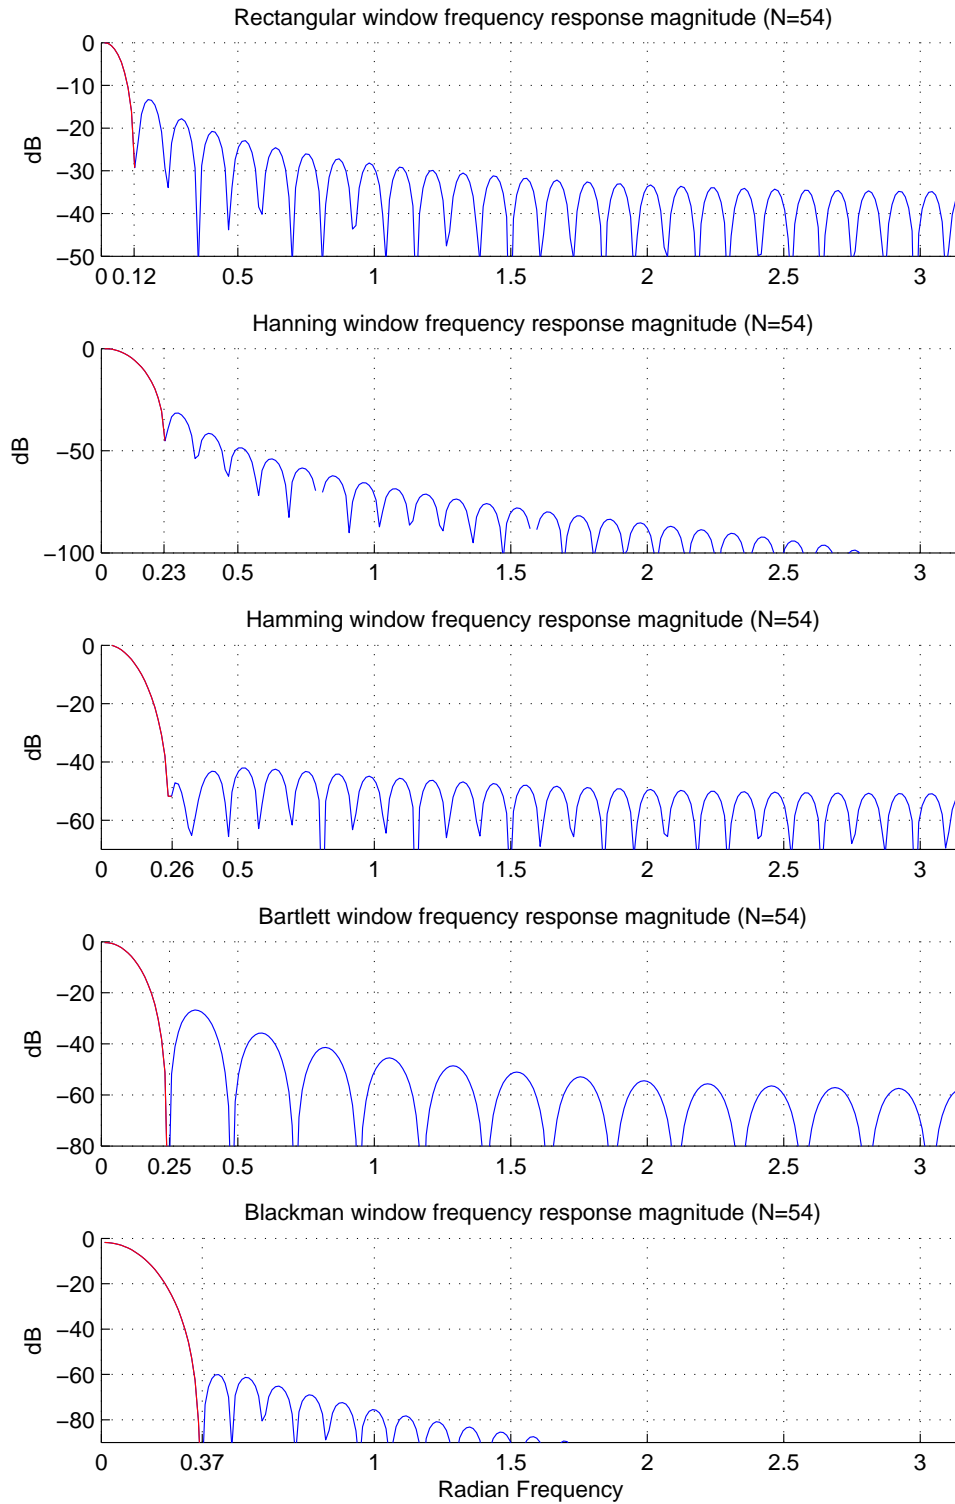 Rectangular window frequency response magnitude (N=54)
0
−10
−20
−30
−40
−50
dB
0 0.12 0.5 1 1.5 2 2.5 3
Hanning window frequency response magnitude (N=54)
0
−50
−100
dB
0 0.23 0.5 1 1.5 2 2.5 3
Hamming window frequency response magnitude (N=54)
0
−20
−40
−60
dB
0 0.26 0.5 1 1.5 2 2.5 3
Bartlett window frequency response magnitude (N=54)
0
−20
−40
−60
−80
dB
0 0.25 0.5 1 1.5 2 2.5 3
Blackman window frequency response magnitude (N=54)
0
−20
−40
−60
−80
dB
0 0.37 1 1.5 2 2.5 3
Radian Frequency